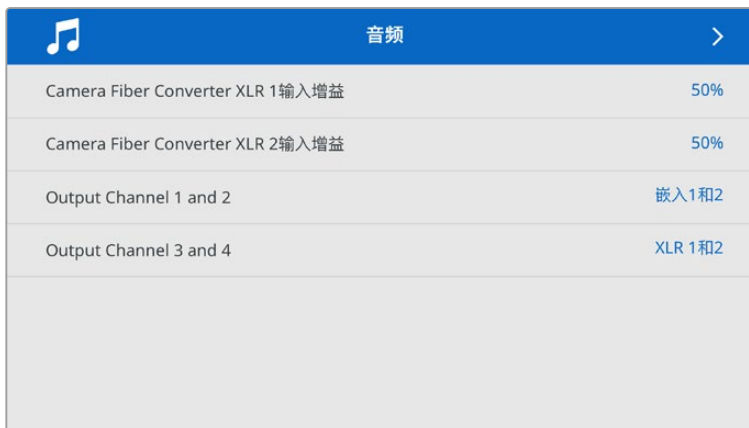 音频
Camera Fiber Converter XLR 1输入增益 50%
Camera Fiber Converter XLR 2输入增益 50%
Output Channel 1 and 2 嵌入1和2
Output Channel 3 and 4 XLR 1和2